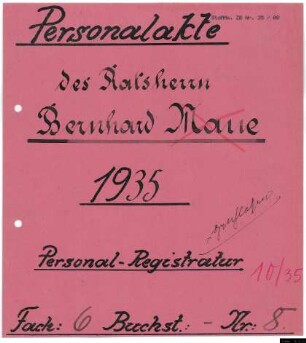 Personalakte
des Ratsherrn
Bernhard Maue
1935
Personal-Registratur
10/35
Fach: 6 Buchst.: - Nr: 8.